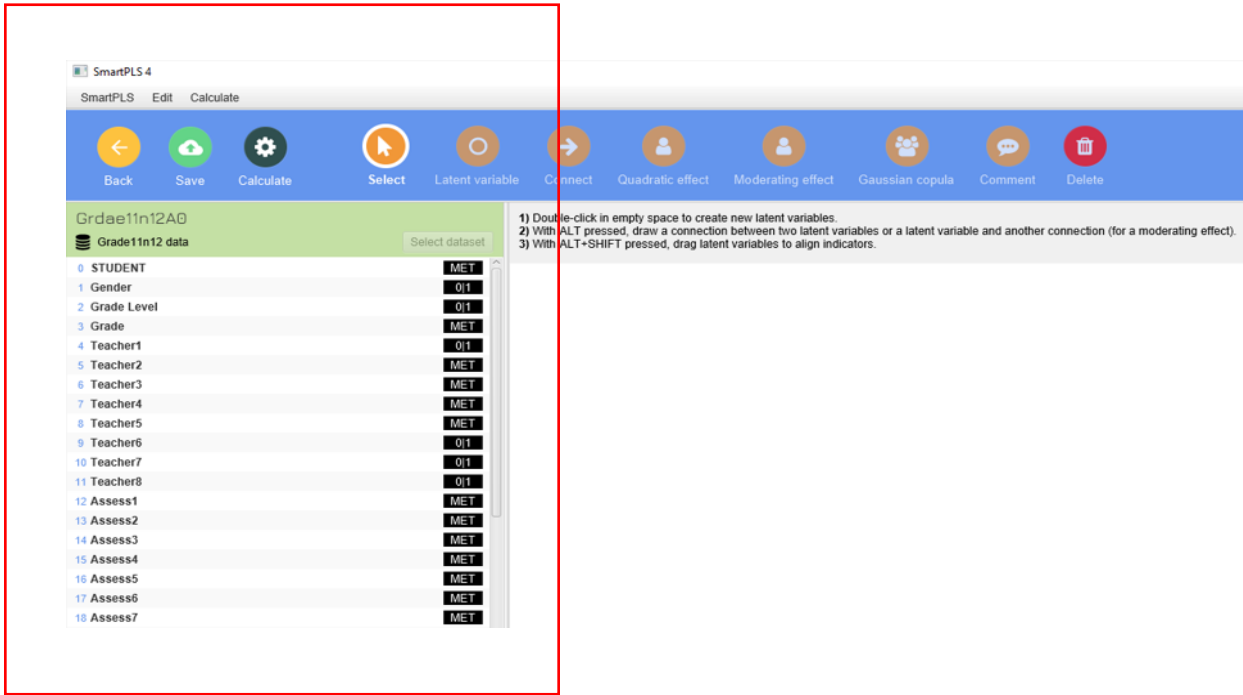 SmartPLS 4
SmartPLS Edit Calculate
Back Save Calculate Select Latent variable Connect Quadratic effect Moderating effect Gaussian copula Comment Delete
Grdae11n12A0
Grade11n12 data Select dataset
1) Double-click in empty space to create new latent variables.
2) With ALT pressed, draw a connection between two latent variables or a latent variable and another connection (for a moderating effect).
3) With ALT+SHIFT pressed, drag latent variables to align indicators.
0 STUDENT MET
1 Gender 0|1
2 Grade Level 0|1
3 Grade MET
4 Teacher1 0|1
5 Teacher2 MET
6 Teacher3 MET
7 Teacher4 MET
8 Teacher5 MET
9 Teacher6 0|1
10 Teacher7 0|1
11 Teacher8 0|1
12 Assess1 MET
13 Assess2 MET
14 Assess3 MET
15 Assess4 MET
16 Assess5 MET
17 Assess6 MET
18 Assess7 MET